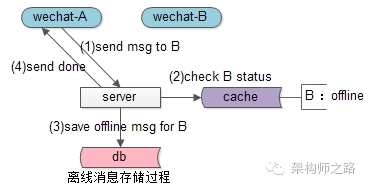 wechat-A
wechat-B
(1)send msg to B
(4)send done
(2)check B status
server
cache
B：offline
(3)save offline msg for B
db
离线消息存储过程
架构师之路